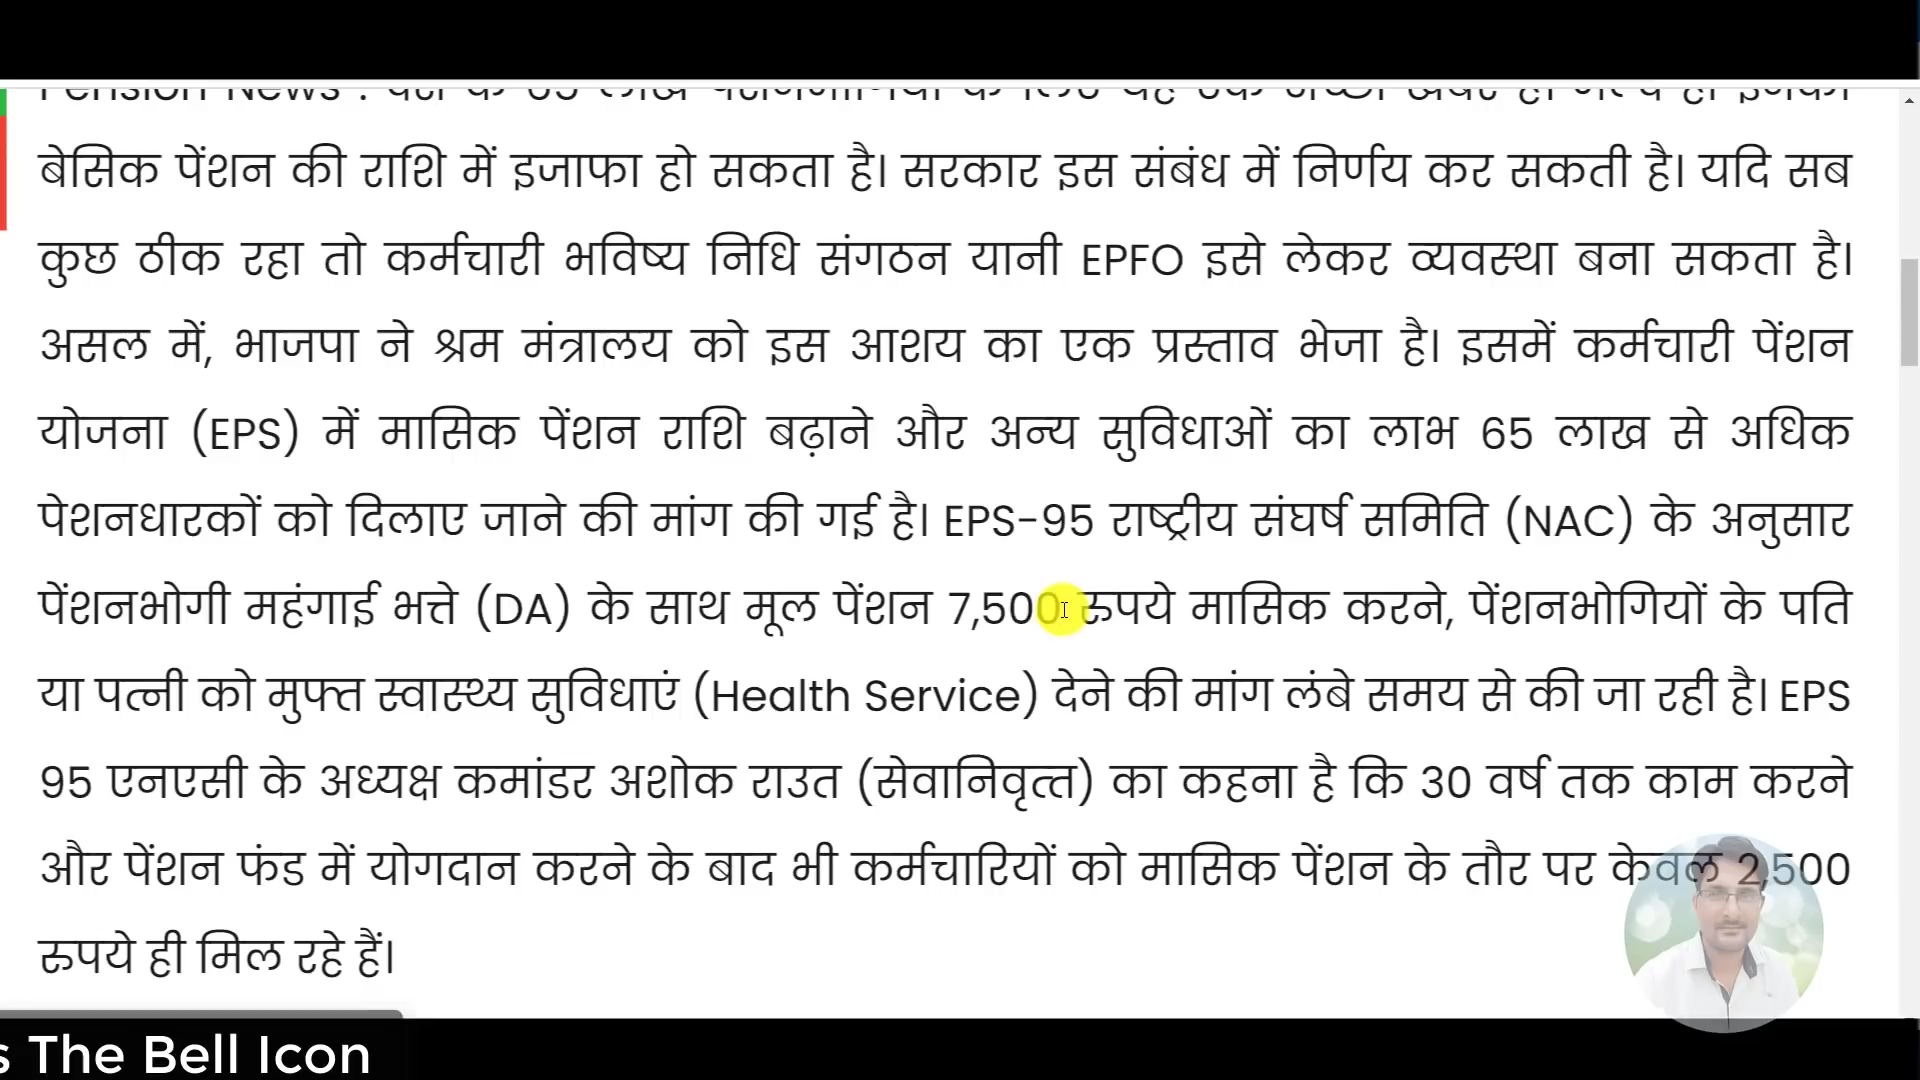 Pension News :
बेसिक पेंशन की राशि में इजाफा हो सकता है। सरकार इस संबंध में निर्णय कर सकती है। यदि सब
कुछ ठीक रहा तो कर्मचारी भविष्य निधि संगठन यानी EPFO इसे लेकर व्यवस्था बना सकता है।
असल में, भाजपा ने श्रम मंत्रालय को इस आशय का एक प्रस्ताव भेजा है। इसमें कर्मचारी पेंशन
योजना (EPS) में मासिक पेंशन राशि बढ़ाने और अन्य सुविधाओं का लाभ 65 लाख से अधिक
पेशनधारकों को दिलाए जाने की मांग की गई है। EPS-95 राष्ट्रीय संघर्ष समिति (NAC) के अनुसार
पेंशनभोगी महंगाई भत्ते (DA) के साथ मूल पेंशन 7,500 रुपये मासिक करने, पेंशनभोगियों के पति
या पत्नी को मुफ्त स्वास्थ्य सुविधाएं (Health Service) देने की मांग लंबे समय से की जा रही है। EPS
95 एनएसी के अध्यक्ष कमांडर अशोक राउत (सेवानिवृत्त) का कहना है कि 30 वर्ष तक काम करने
और पेंशन फंड में योगदान करने के बाद भी कर्मचारियों को मासिक पेंशन के तौर पर केवल 2,500
रुपये ही मिल रहे हैं।
s The Bell Icon